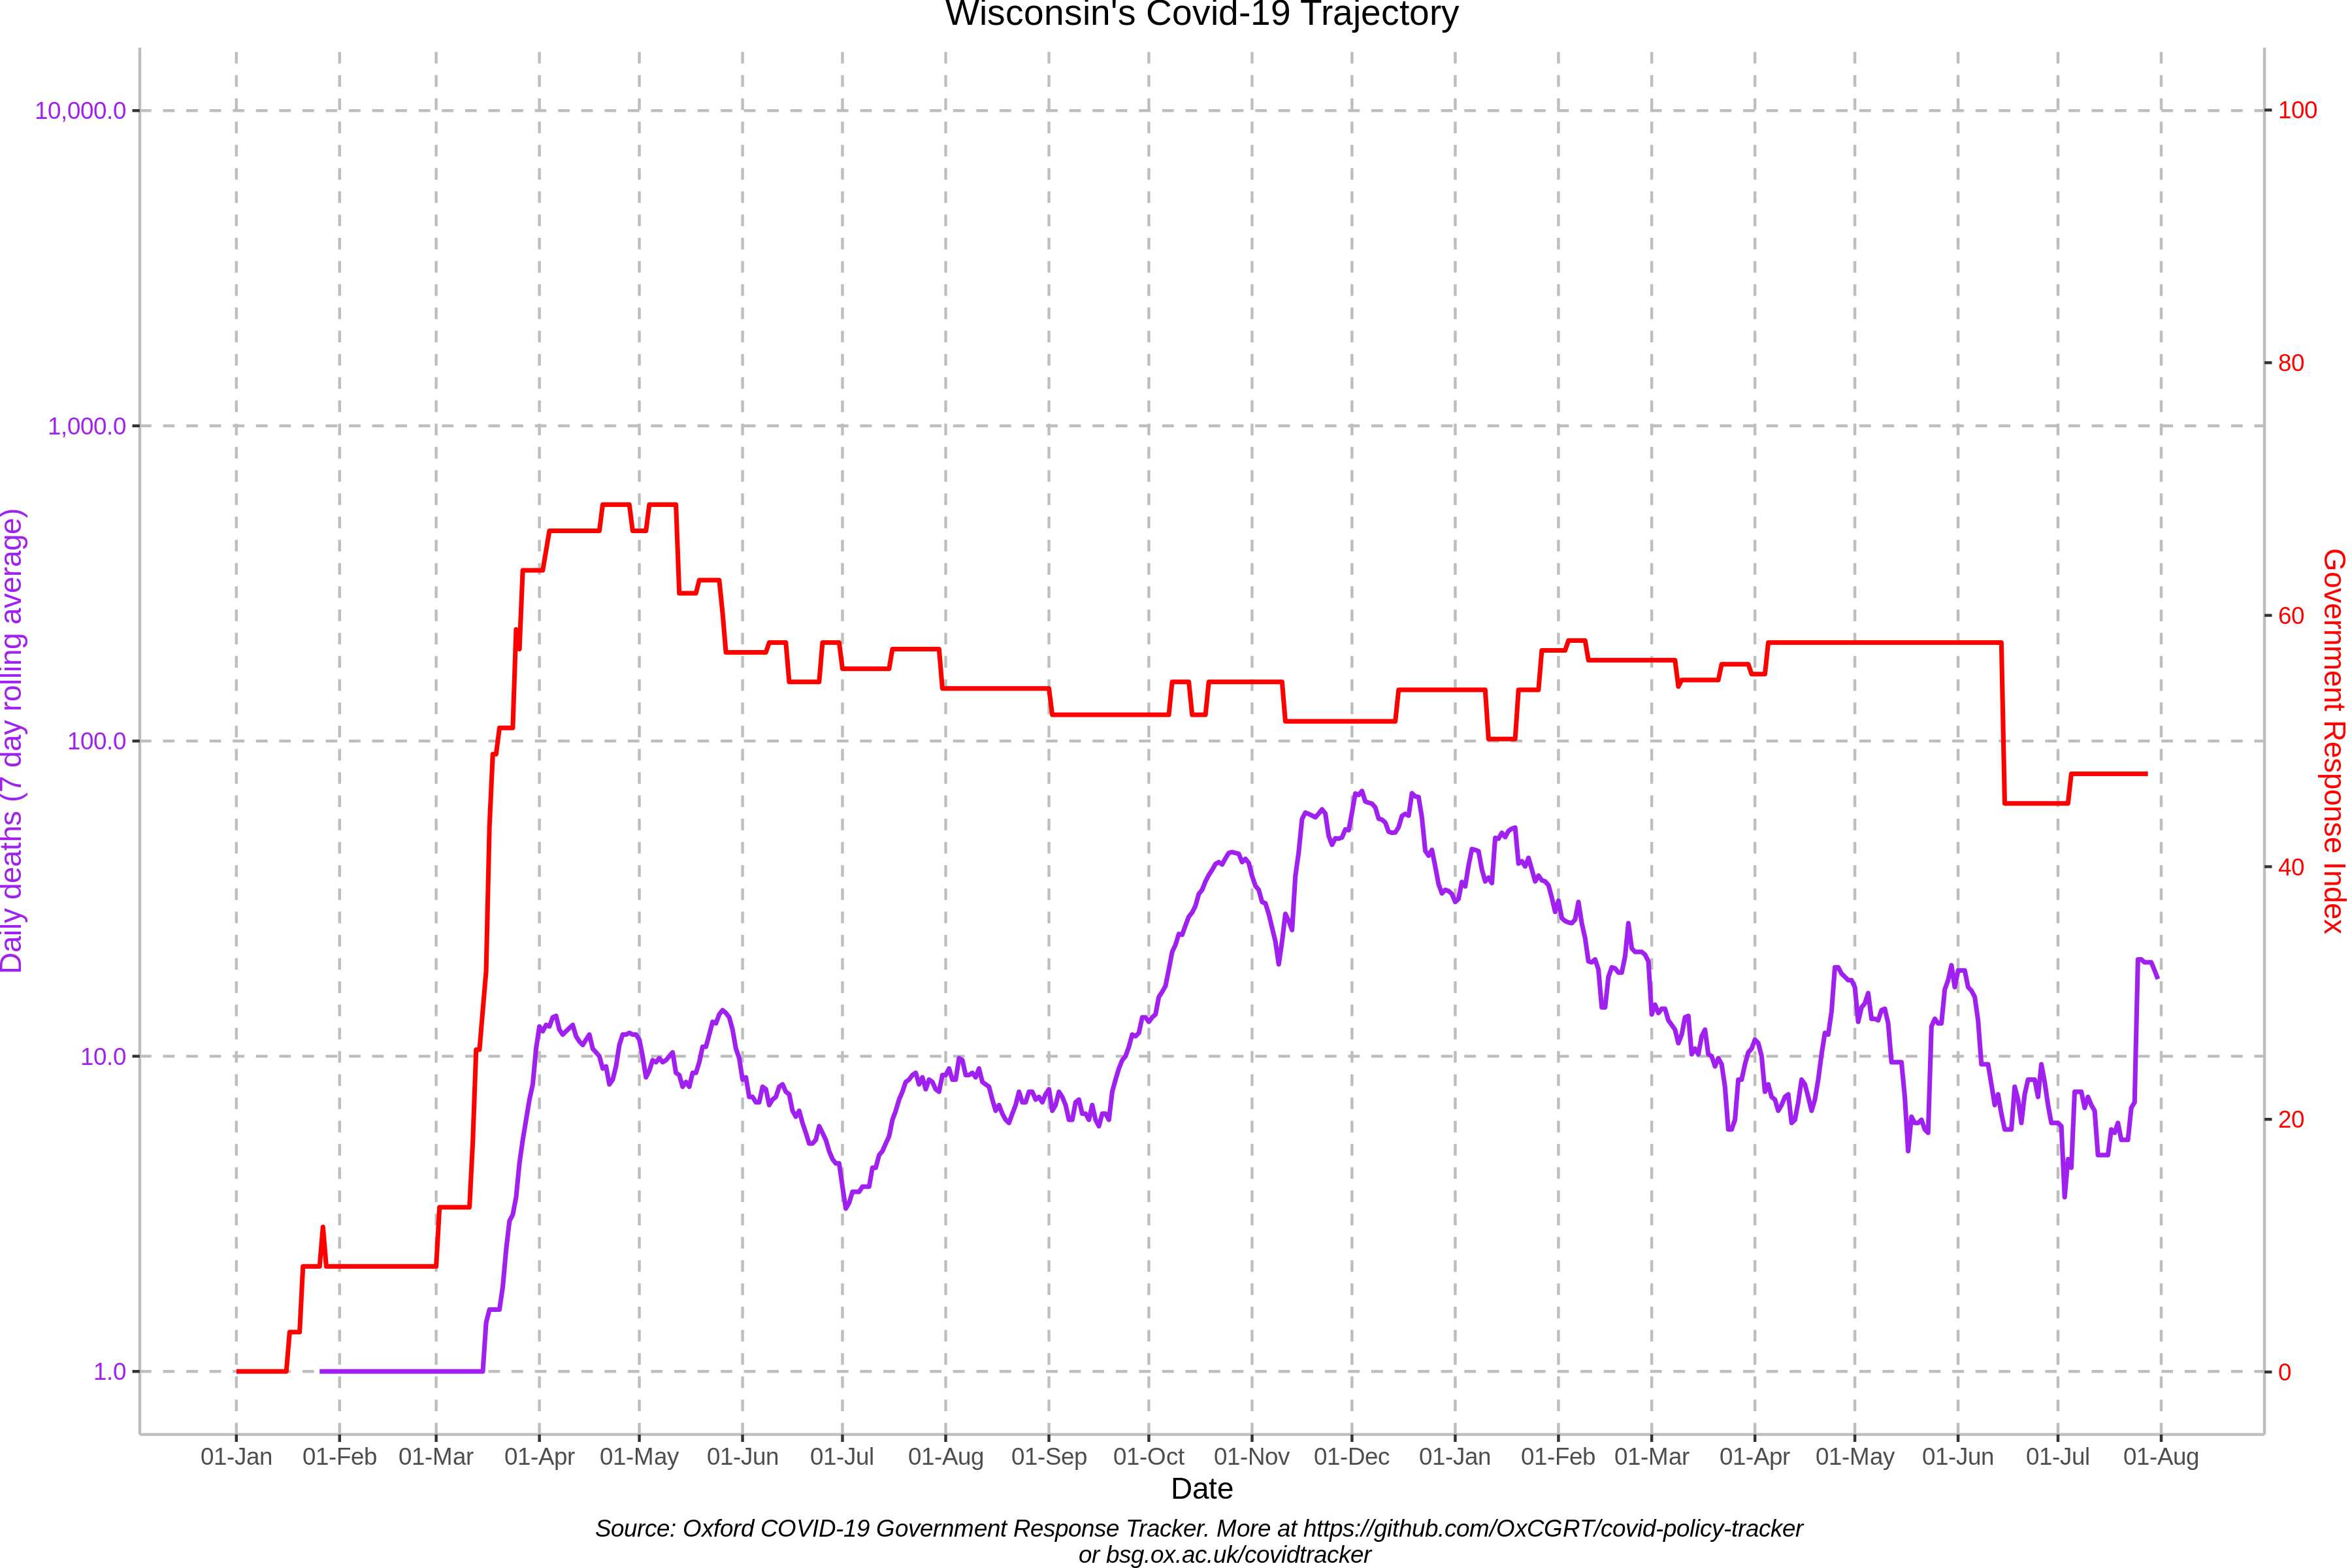 Wisconsin's Covid-19 Trajectory
10,000.0
1,000.0
100.0
10.0
1.0
Daily deaths (7 day rolling average)
100
80
60
40
20
0
Government Response Index
01-Jan 01-Feb 01-Mar 01-Apr 01-May 01-Jun 01-Jul 01-Aug 01-Sep 01-Oct 01-Nov 01-Dec 01-Jan 01-Feb 01-Mar 01-Apr 01-May 01-Jun 01-Jul 01-Aug
Date
Source: Oxford COVID-19 Government Response Tracker. More at https://github.com/OxCGRT/covid-policy-tracker
or bsg.ox.ac.uk/covidtracker